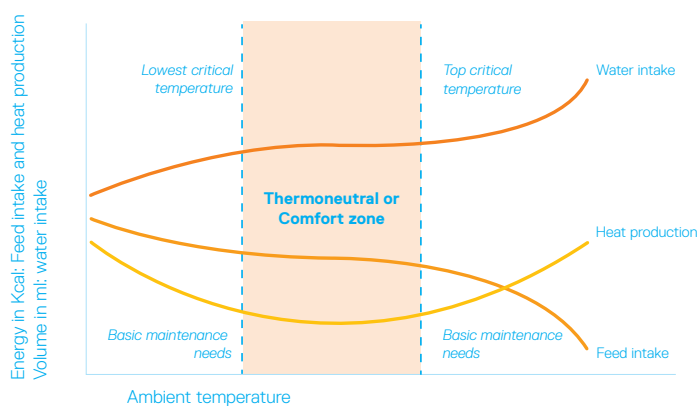 Energy in Kcal: Feed intake and heat production
Volume in ml: water intake
Lowest critical
temperature
Top critical
temperature
Water intake
Thermoneutral or
Comfort zone
Heat production
Basic maintenance
needs
Basic maintenance
needs
Feed intake
Ambient temperature